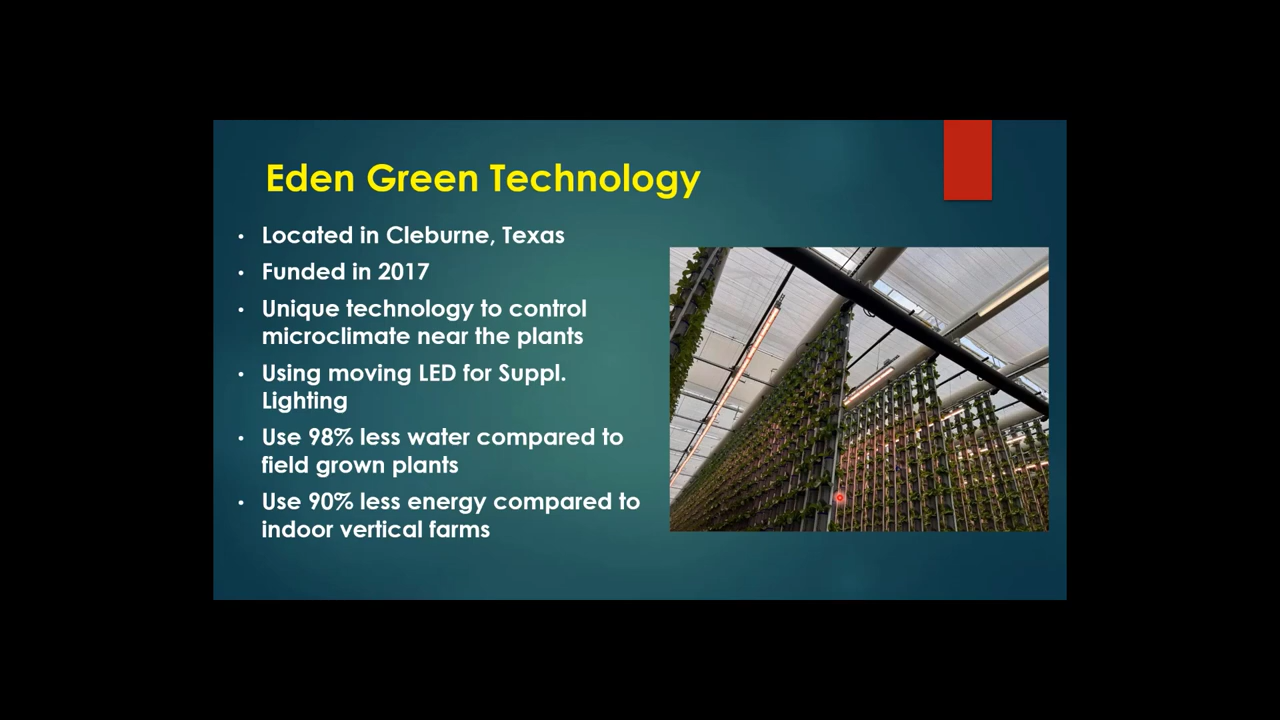 Eden Green Technology
• Located in Cleburne, Texas
• Funded in 2017
• Unique technology to control
microclimate near the plants
• Using moving LED for Suppl.
Lighting
• Use 98% less water compared to
field grown plants
• Use 90% less energy compared to
indoor vertical farms